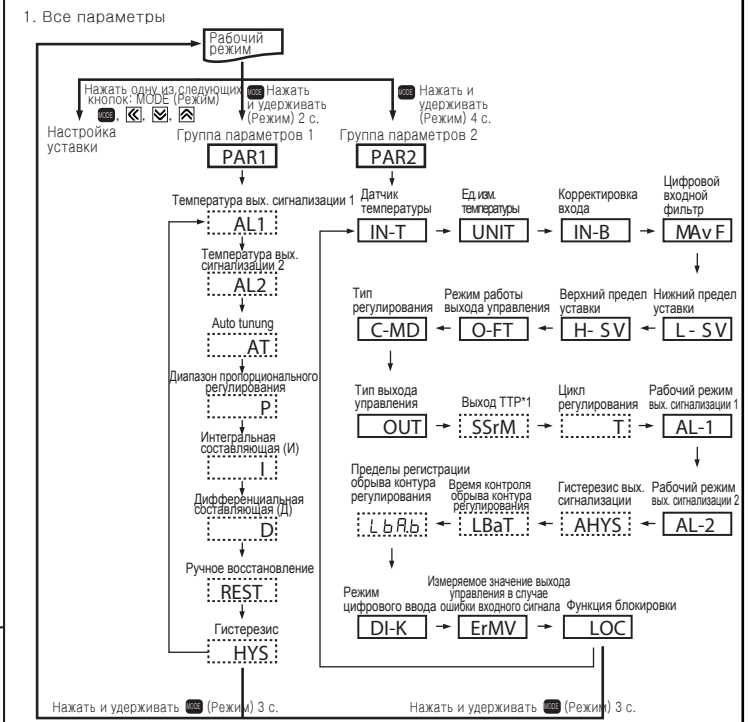 1. Все параметры
Рабочий
режим
Нажать одну из следующих
кнопок: MODE (Режим)
MODE, , ,
Настройка
уставки
MODE Нажать
и удерживать
(Режим) 2 с.
MODE Нажать и
удерживать
(Режим) 4 с.
Группа параметров 1
PAR1
Группа параметров 2
PAR2
Температура вых. сигнализации 1
AL1
Температура вых.
сигнализации 2
AL2
Auto tunung
AT
Диапазон пропорционального
регулирования
P
Интегральная
составляющая (И)
I
Дифференциальная
составляющая (Д)
D
Ручное восстановление
REST
Гистерезис
HYS
Датчик
температуры
IN-T
Ед.изм.
температуры
UNIT
Корректировка
входа
IN-B
Цифровой
входной
фильтр
MAvF
Тип
регулирования
C-MD
Режим работы
выхода управления
O-FT
Верхний предел
уставки
H-SV
Нижний предел
уставки
L-SV
Тип выхода
управления
OUT
Выход ТТР*1
SSrM
Цикл
регулирования
T
Рабочий режим
вых. сигнализации 1
AL-1
Пределы регистрации
обрыва контура
регулирования
LbA.b
Время контроля
обрыва контура
регулирования
LBaT
Гистерезис вых.
сигнализации
AHYS
Рабочий режим
вых. сигнализации 2
AL-2
Режим
цифрового ввода
DI-K
Измеряемое значение выхода
управления в случае
ошибки входного сигнала
ErMV
Функция блокировки
LOC
Нажать и удерживать MODE (Режим) 3 с.
Нажать и удерживать MODE (Режим) 3 с.